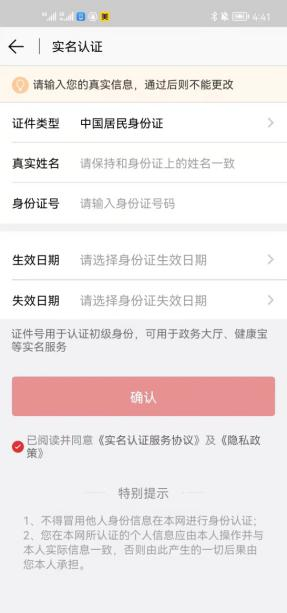 4:41
实名认证
请输入您的真实信息，通过后则不能更改
证件类型 中国居民身份证
真实姓名 请保持和身份证上的姓名一致
身份证号 请输入身份证号码
生效日期 请选择身份证生效日期
失效日期 请选择身份证失效日期
证件号用于认证初级身份，可用于政务大厅、健康宝
等实名服务
确认
已阅读并同意《实名认证服务协议》及《隐私政
策》
特别提示
1、不得冒用他人身份信息在本网进行身份认证；
2、您在本网所认证的个人信息应由本人操作并与
本人实际信息一致，否则由此产生的一切后果由
您本人承担。